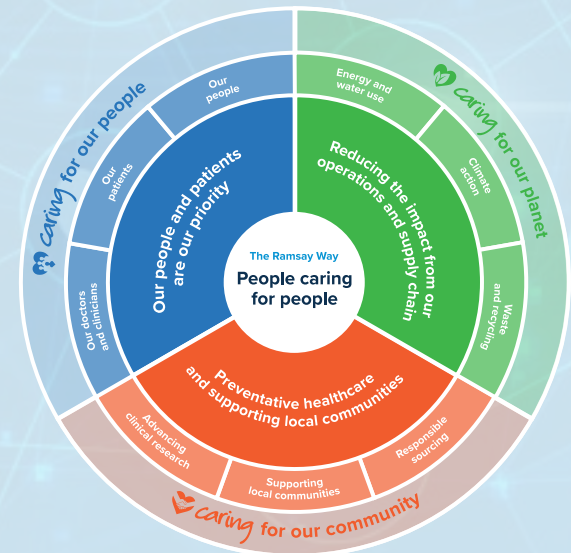 The Ramsay Way
People caring
for people
caring for our people
Our
people
Our
patients
Our doctors
and clinicians
Our people and patients
are our priority
caring for our planet
Energy and
water use
Climate
action
Waste
and recycling
Reducing the impact from our
operations and supply chain
Preventative healthcare
and supporting local communities
Advancing
clinical research
Supporting
local communities
Responsible
sourcing
caring for our community